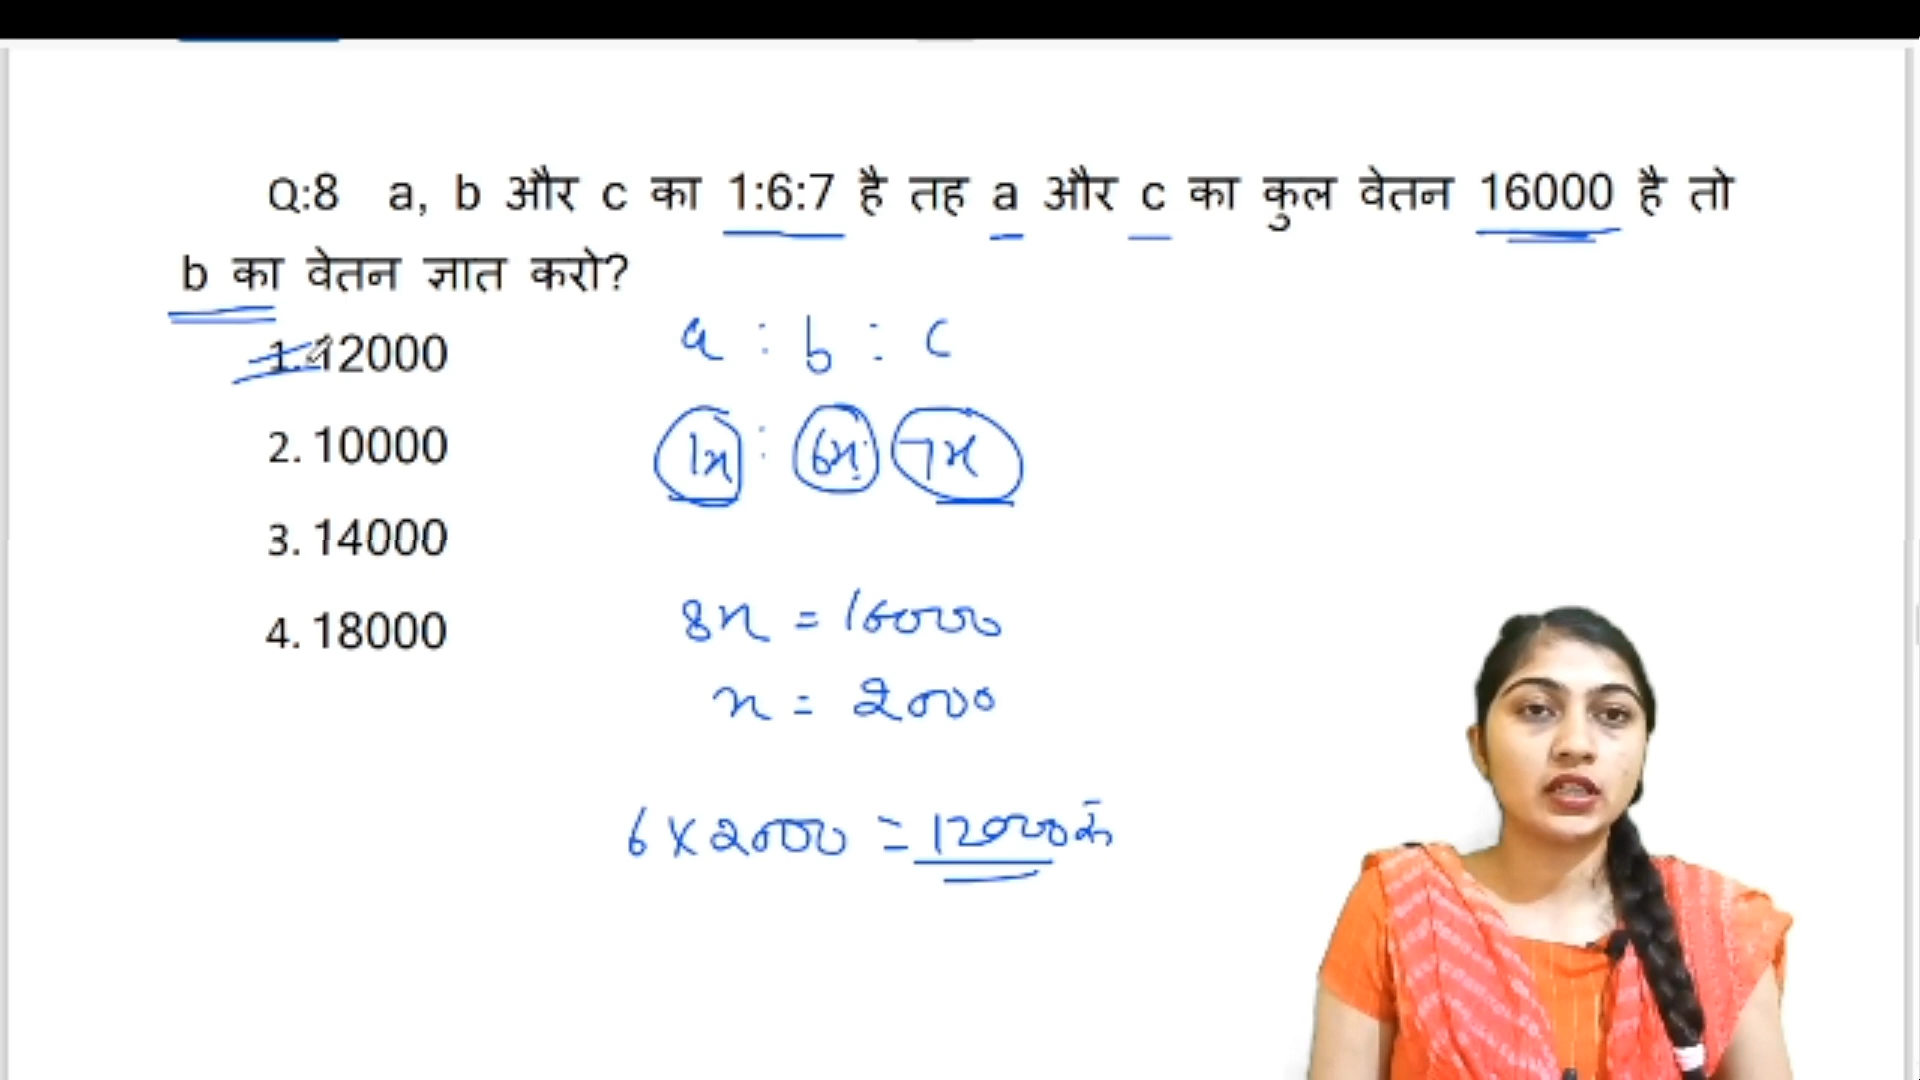 Q:8 a, b और c का 1:6:7 है तह a और c का कुल वेतन 16000 है तो
b का वेतन ज्ञात करो?
1. 12000
2. 10000
3. 14000
4. 18000
a : b : c
1x : 6x : 7x
8x = 16000
x = 2000
6 x 2000 = 12000